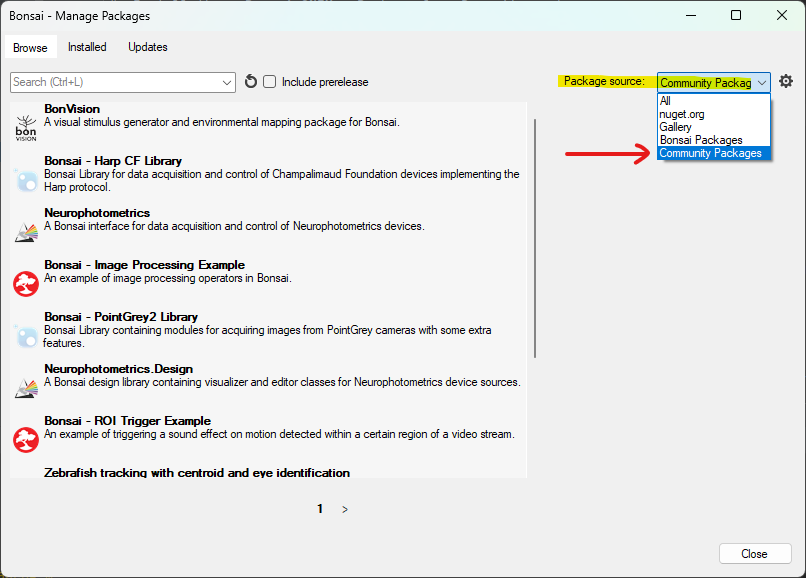 Bonsai - Manage Packages
Browse
Installed
Updates
Search (Ctrl+L)
Include prerelease
Package source:
Community Packag
All
nuget.org
Gallery
Bonsai Packages
Community Packages
BonVision
A visual stimulus generator and environmental mapping package for Bonsai.
bon
VISION
Bonsai - Harp CF Library
Bonsai Library for data acquisition and control of Champalimaud Foundation devices implementing the
Harp protocol.
Neurophotometrics
A Bonsai interface for data acquisition and control of Neurophotometrics devices.
Bonsai - Image Processing Example
An example of image processing operators in Bonsai.
Bonsai - PointGrey2 Library
Bonsai Library containing modules for acquiring images from PointGrey cameras with some extra
features.
Neurophotometrics.Design
A Bonsai design library containing visualizer and editor classes for Neurophotometrics device sources.
Bonsai - ROI Trigger Example
An example of triggering a sound effect on motion detected within a certain region of a video stream.
Zebrafish tracking with centroid and eye identification
1 >
Close